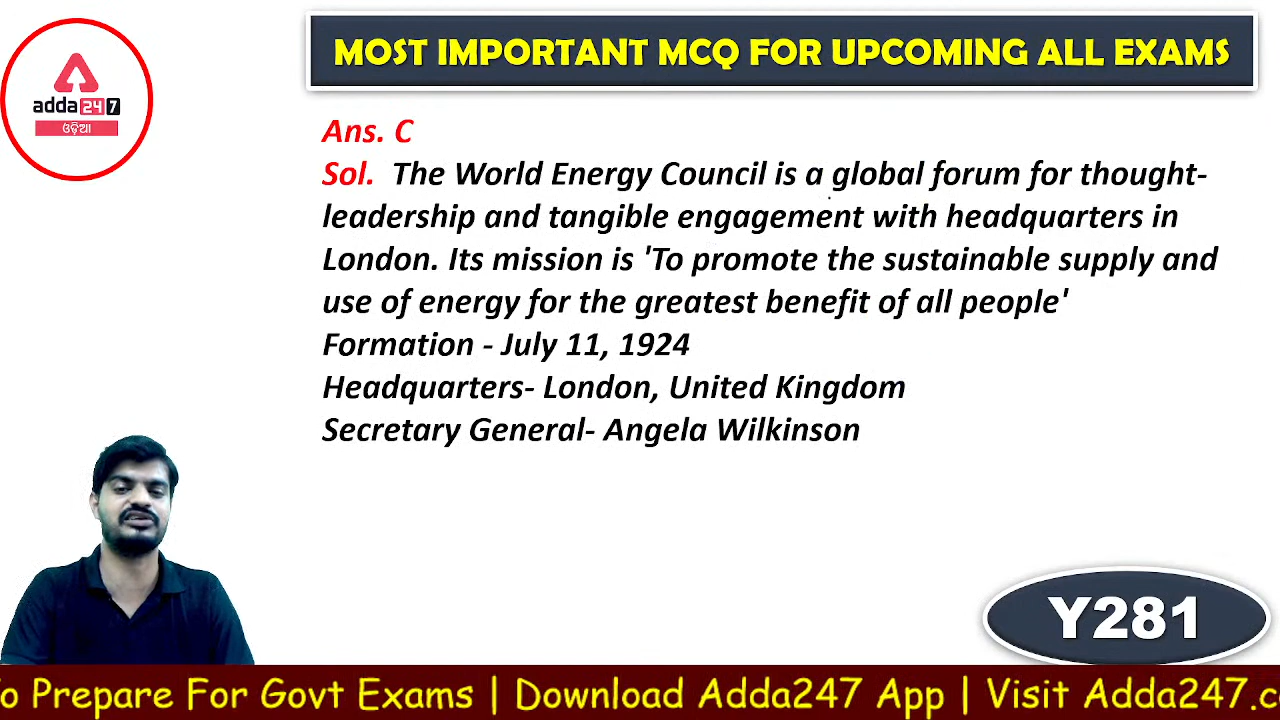 MOST IMPORTANT MCQ FOR UPCOMING ALL EXAMS
adda247
ଓଡ଼ିଆ
Ans. C
Sol. The World Energy Council is a global forum for thought-
leadership and tangible engagement with headquarters in
London. Its mission is 'To promote the sustainable supply and
use of energy for the greatest benefit of all people'
Formation - July 11, 1924
Headquarters- London, United Kingdom
Secretary General- Angela Wilkinson
Y281
To Prepare For Govt Exams | Download Adda247 App | Visit Adda247.c